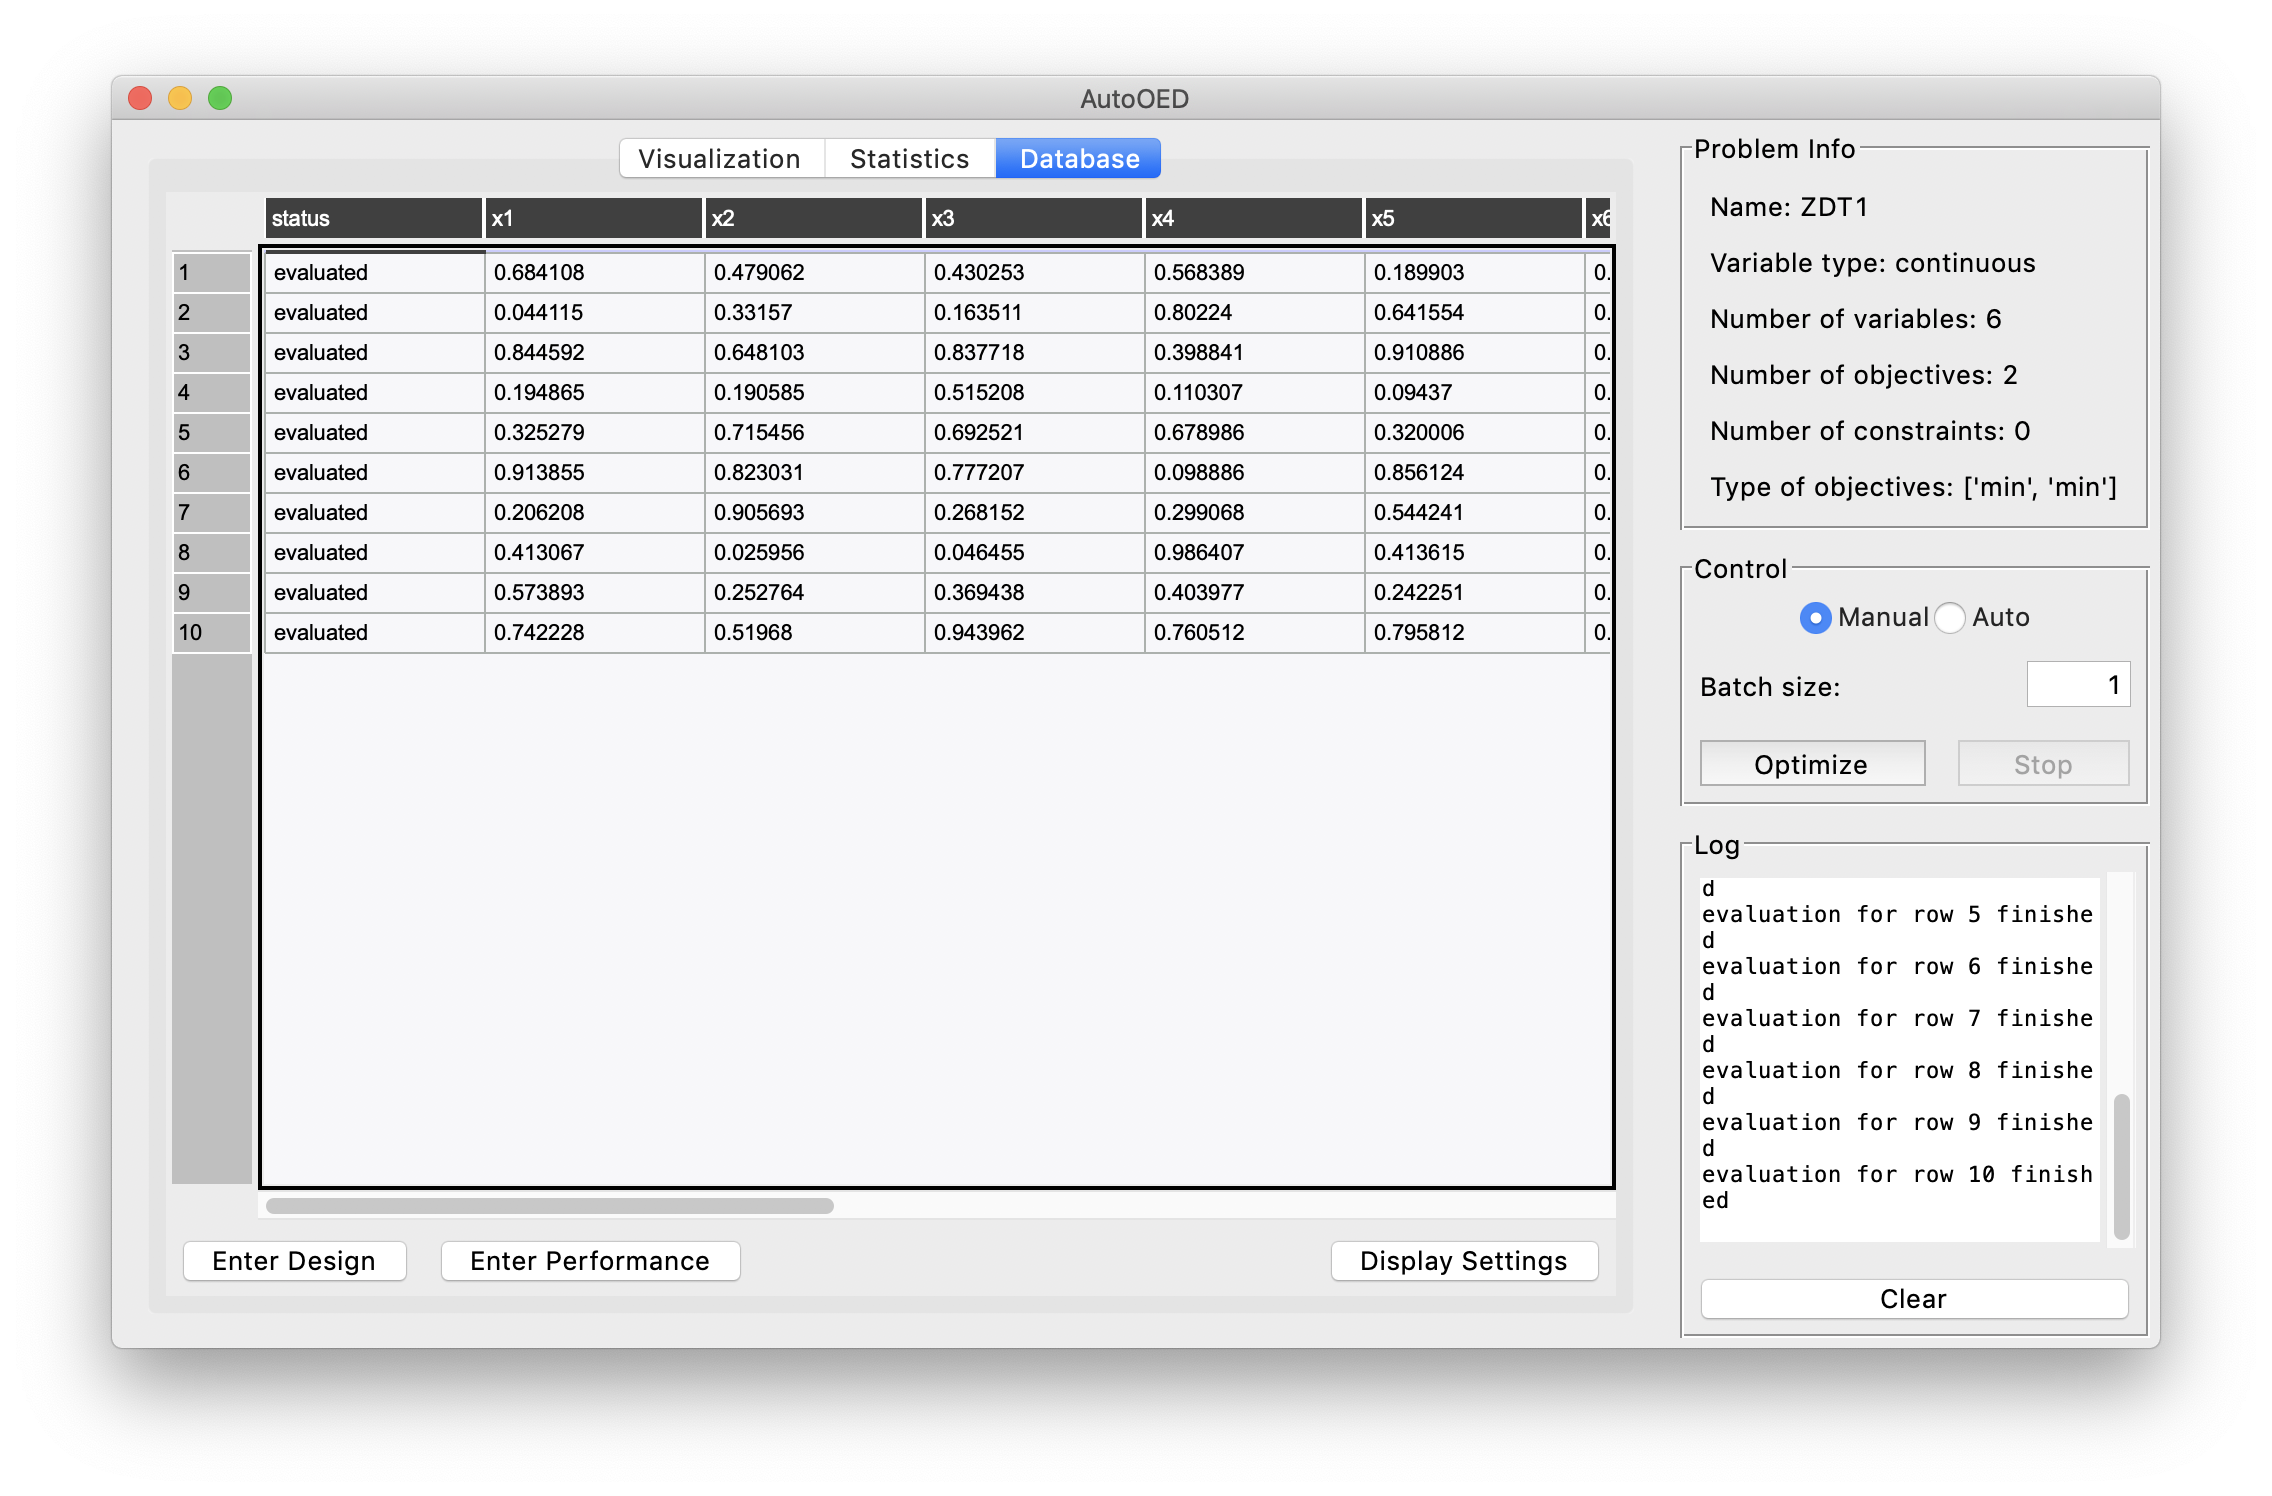 AutoOED
Visualization Statistics Database
status x1 x2 x3 x4 x5 x6
1 evaluated 0.684108 0.479062 0.430253 0.568389 0.189903 0.
2 evaluated 0.044115 0.33157 0.163511 0.80224 0.641554 0.
3 evaluated 0.844592 0.648103 0.837718 0.398841 0.910886 0.
4 evaluated 0.194865 0.190585 0.515208 0.110307 0.09437 0.
5 evaluated 0.325279 0.715456 0.692521 0.678986 0.320006 0.
6 evaluated 0.913855 0.823031 0.777207 0.098886 0.856124 0.
7 evaluated 0.206208 0.905693 0.268152 0.299068 0.544241 0.
8 evaluated 0.413067 0.025956 0.046455 0.986407 0.413615 0.
9 evaluated 0.573893 0.252764 0.369438 0.403977 0.242251 0.
10 evaluated 0.742228 0.51968 0.943962 0.760512 0.795812 0.
Enter Design Enter Performance Display Settings
Problem Info
Name: ZDT1
Variable type: continuous
Number of variables: 6
Number of objectives: 2
Number of constraints: 0
Type of objectives: ['min', 'min']
Control
Manual Auto
Batch size: 1
Optimize Stop
Log
d
evaluation for row 5 finishe
d
evaluation for row 6 finishe
d
evaluation for row 7 finishe
d
evaluation for row 8 finishe
d
evaluation for row 9 finishe
d
evaluation for row 10 finish
ed
Clear